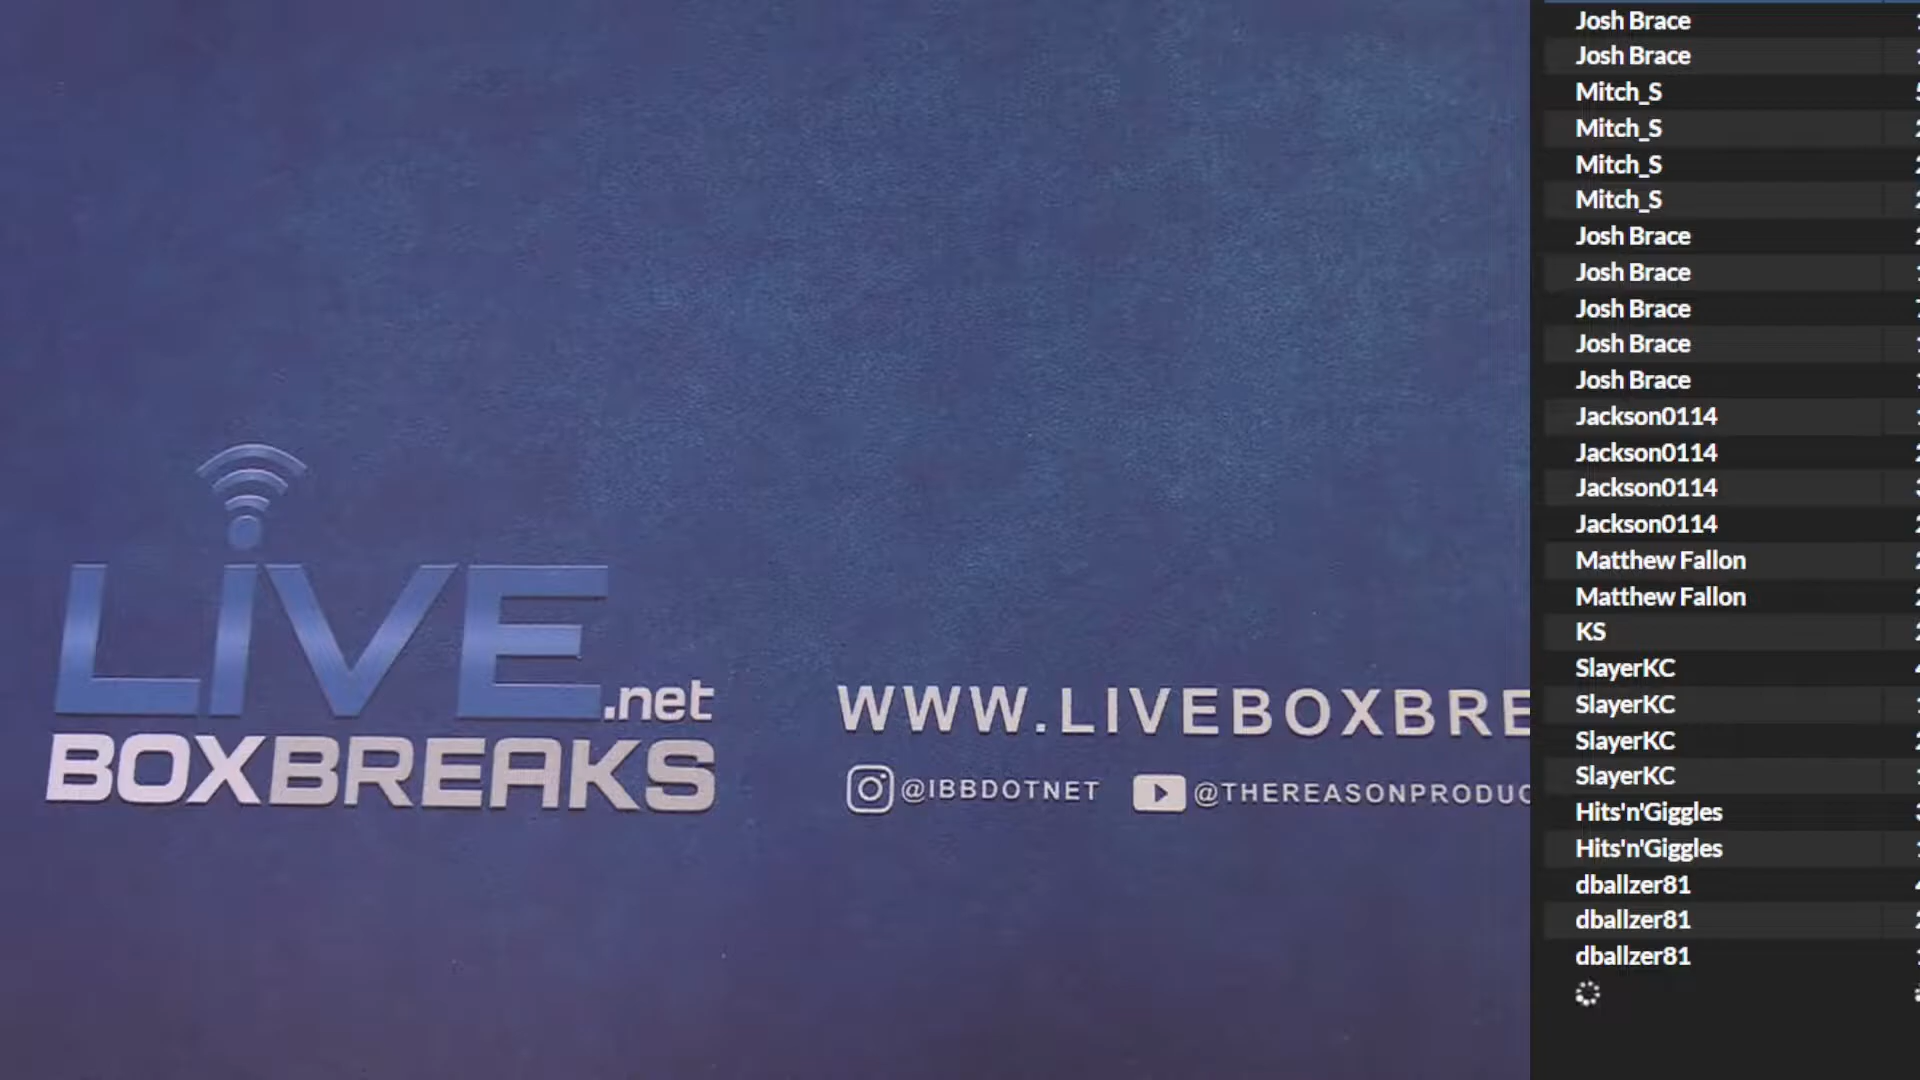 LIVE.net
BOXBREAKS
WWW.LIVEBOXBRE
@IBBDOTNET @THEREASONPRODUC
Josh Brace
Josh Brace
Mitch_S
Mitch_S
Mitch_S
Mitch_S
Josh Brace
Josh Brace
Josh Brace
Josh Brace
Josh Brace
Jackson0114
Jackson0114
Jackson0114
Jackson0114
Matthew Fallon
Matthew Fallon
KS
SlayerKC
SlayerKC
SlayerKC
SlayerKC
Hits'n'Giggles
Hits'n'Giggles
dballzer81
dballzer81
dballzer81